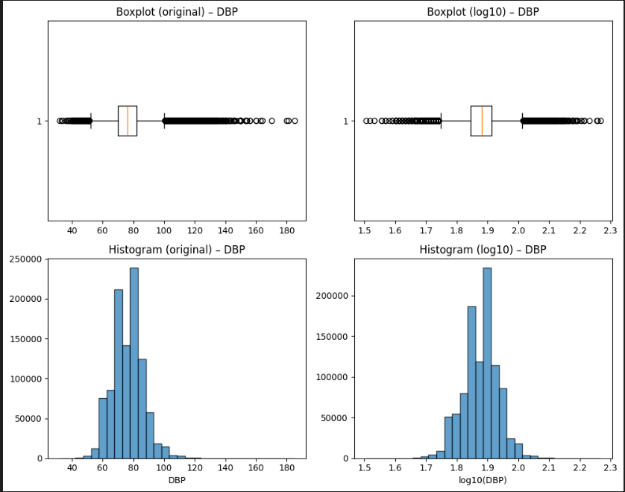 Boxplot (original) – DBP
Boxplot (log10) – DBP
1
1
40 60 80 100 120 140 160 180
1.5 1.6 1.7 1.8 1.9 2.0 2.1 2.2 2.3
Histogram (original) – DBP
Histogram (log10) – DBP
250000
200000
150000
100000
50000
0
200000
150000
100000
50000
0
40 60 80 100 120 140 160 180
1.5 1.6 1.7 1.8 1.9 2.0 2.1 2.2 2.3
DBP
log10(DBP)